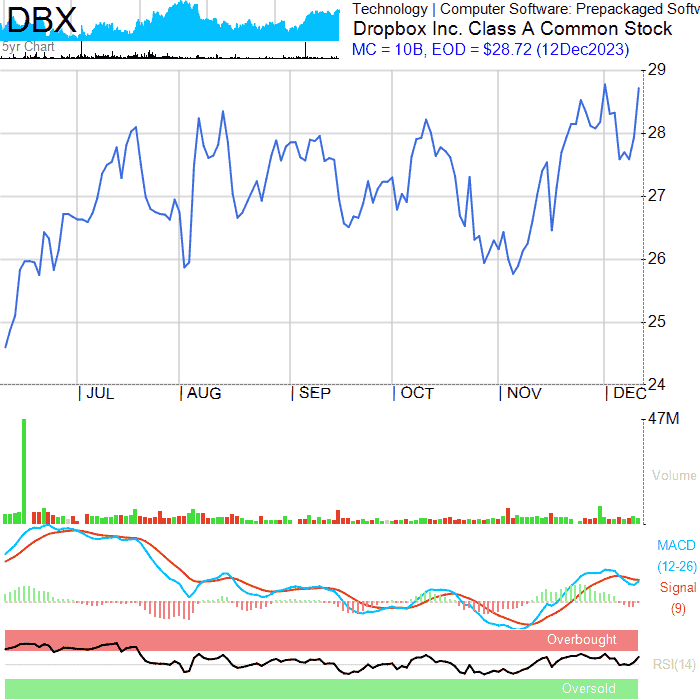 DBX
5yr Chart
Technology | Computer Software: Prepackaged Softw
Dropbox Inc. Class A Common Stock
MC = 10B, EOD = $28.72 (12Dec2023)
29
28
27
26
25
24
|JUL |AUG |SEP |OCT |NOV |DEC
47M
Volume
MACD
(12-26)
Signal
(9)
Overbought
RSI(14)
Oversold